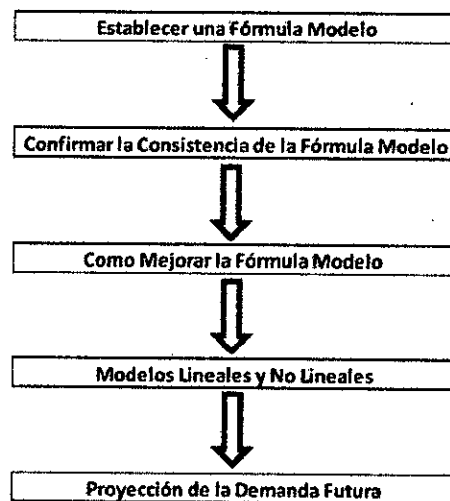 Establecer una Fórmula Modelo
Confirmar la Consistencia de la Fórmula Modelo
Como Mejorar la Fórmula Modelo
Modelos Lineales y No Lineales
Proyección de la Demanda Futura